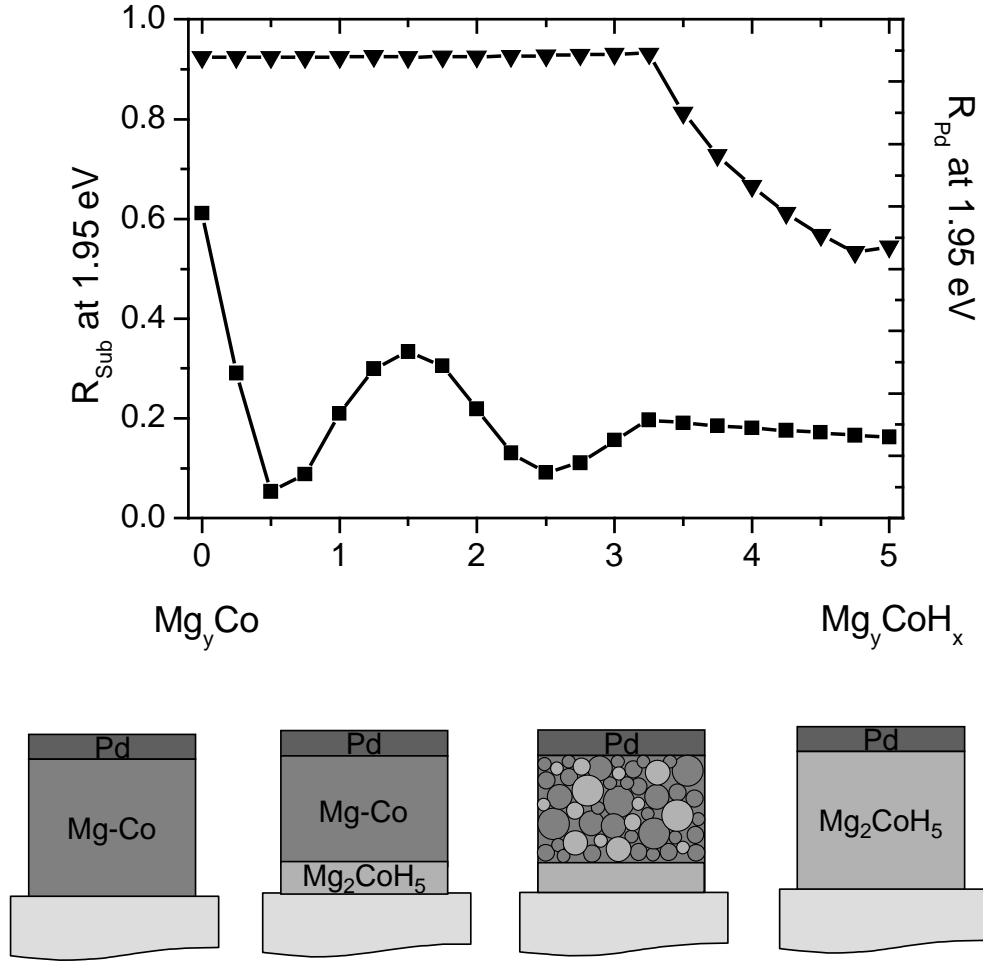 1.0
0.8
0.6
0.4
0.2
0.0
R_Sub at 1.95 eV
R_Pd at 1.95 eV
0 1 2 3 4 5
Mg_yCo
Mg_yCoH_x
Pd Pd Pd Pd
Mg-Co Mg-Co Mg₂CoH₅
Mg₂CoH₅